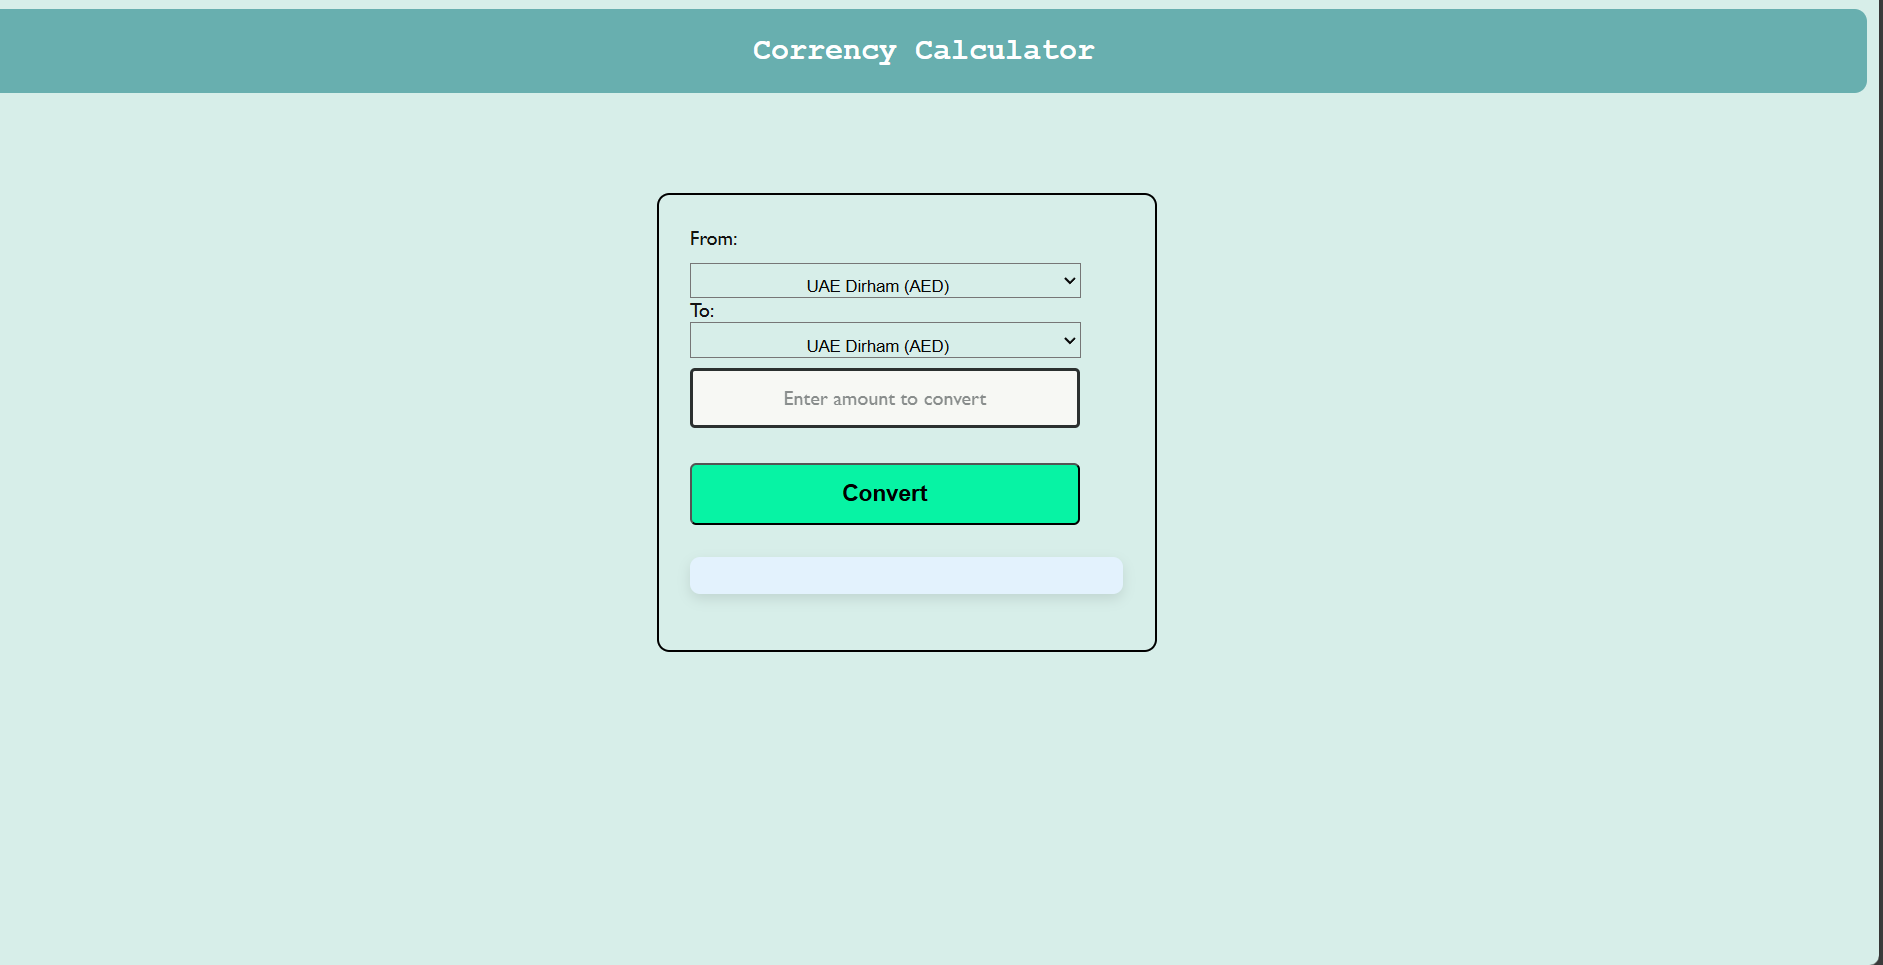 Corrency Calculator
From:
UAE Dirham (AED)
To:
UAE Dirham (AED)
Enter amount to convert
Convert